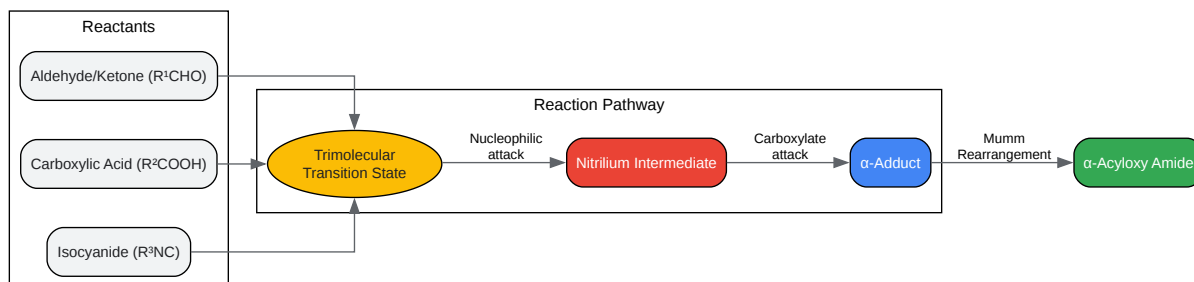 Reactants
Aldehyde/Ketone (R¹CHO)
Carboxylic Acid (R²COOH)
Isocyanide (R³NC)
Reaction Pathway
Trimolecular
Transition State
Nucleophilic
attack
Nitrilium Intermediate
Carboxylate
attack
α-Adduct
Mumm
Rearrangement
α-Acyloxy Amide